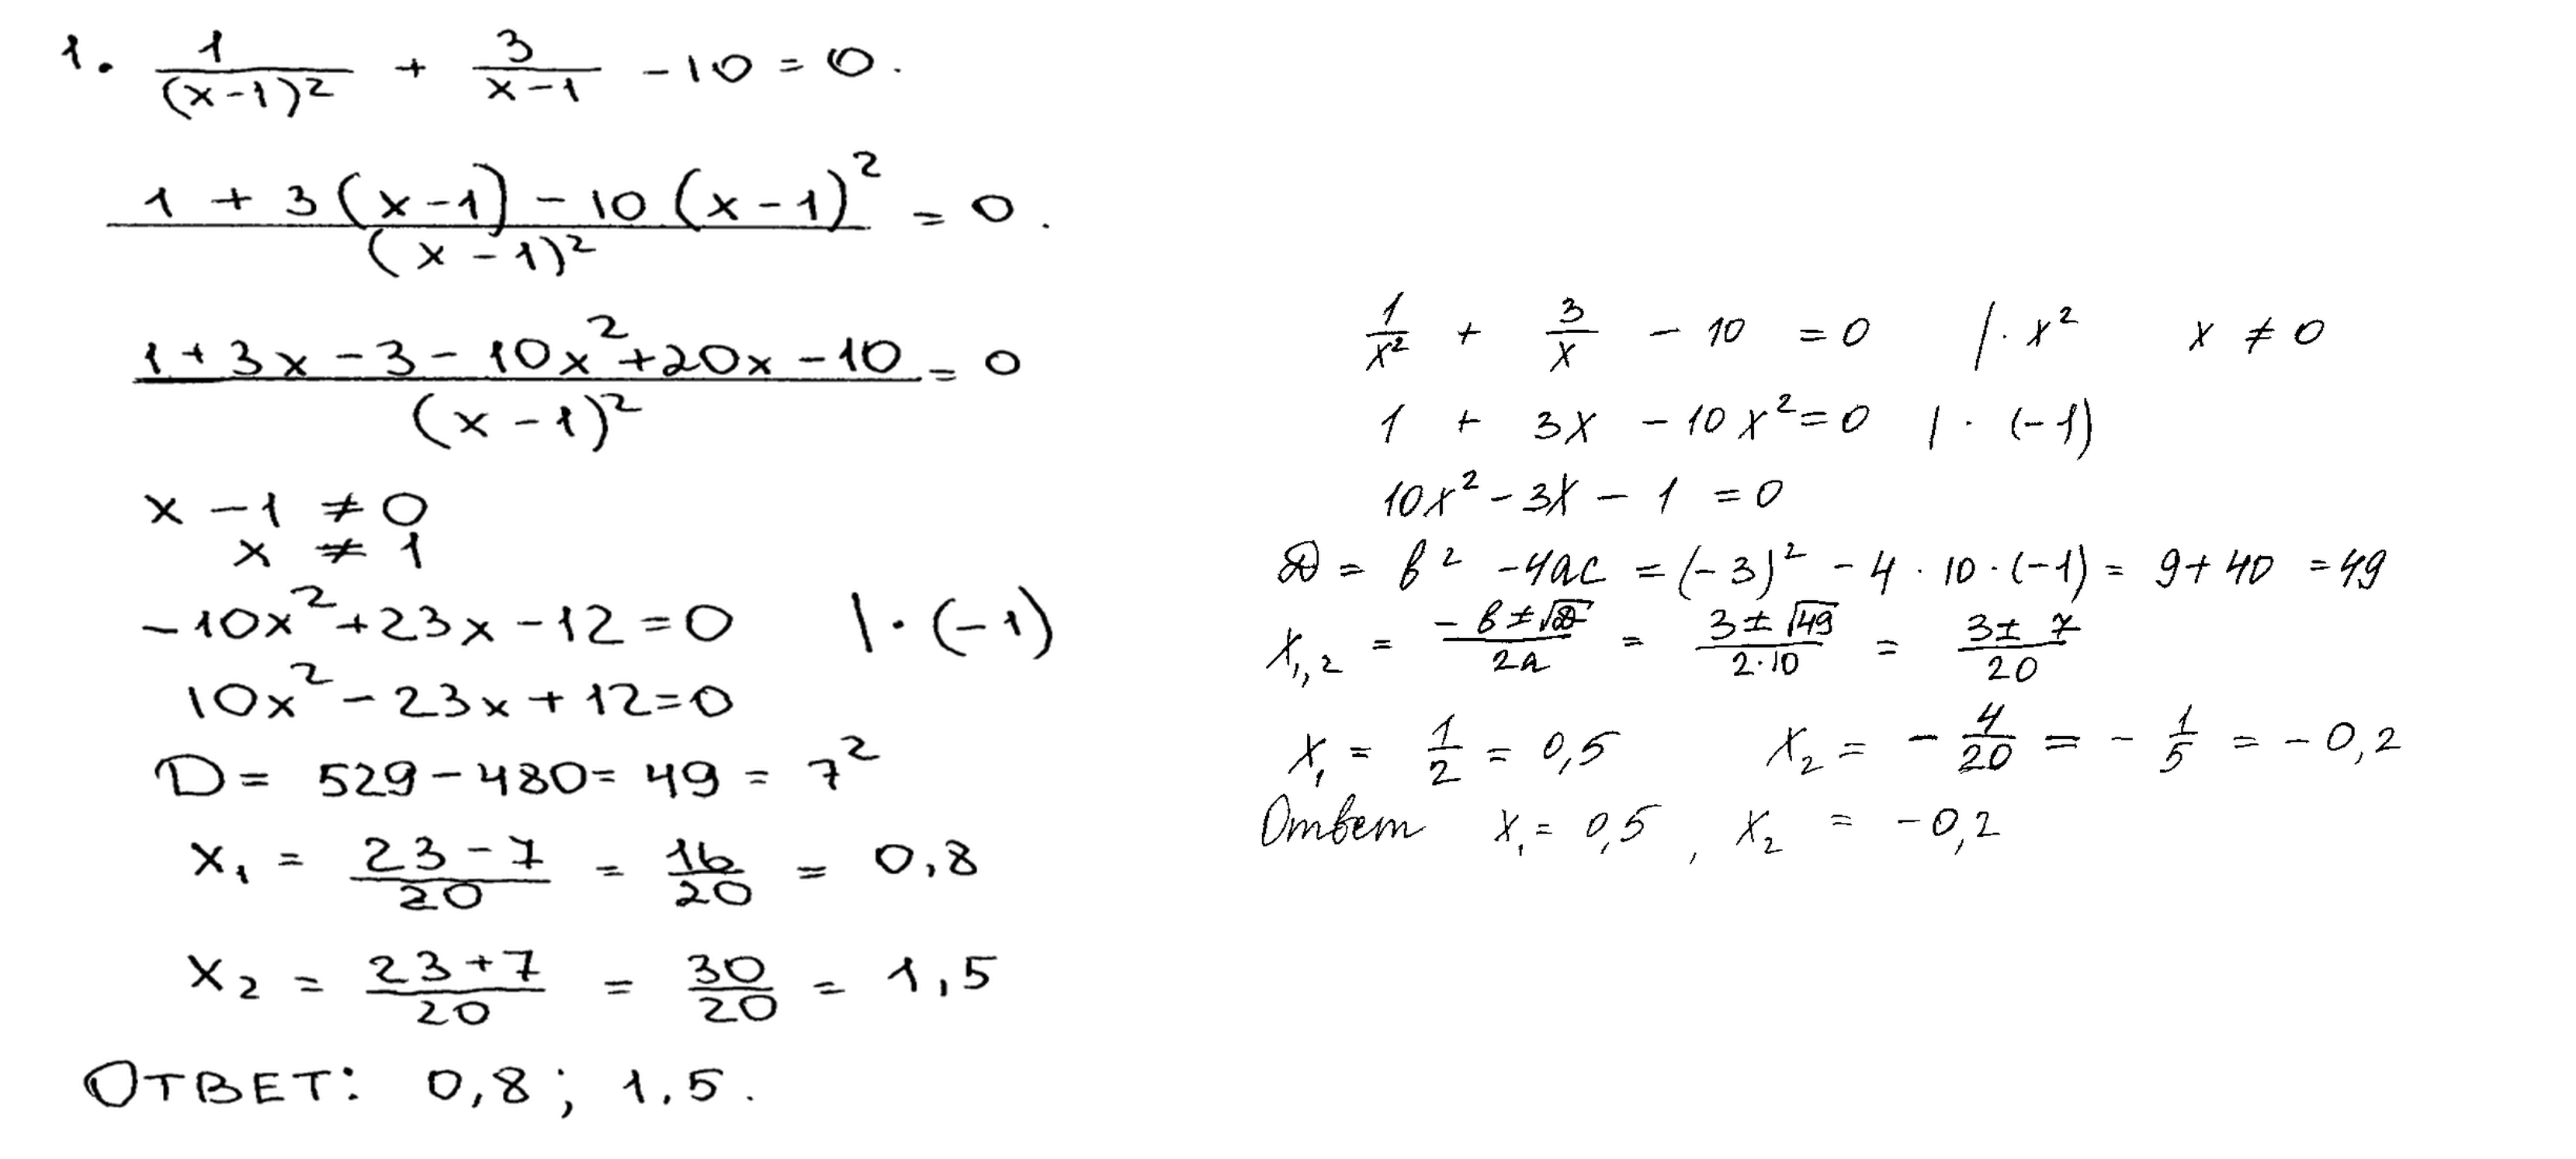 1. 1/(x-1)² + 3/(x-1) - 10 = 0.
(1 + 3(x-1) - 10(x-1)²)/(x-1)² = 0.
(1 + 3x - 3 - 10x² + 20x - 10)/(x-1)² = 0
x - 1 ≠ 0
x ≠ 1
-10x² + 23x - 12 = 0 | · (-1)
10x² - 23x + 12 = 0
D = 529 - 480 = 49 = 7²
x₁ = (23 - 7)/20 = 16/20 = 0,8
x₂ = (23 + 7)/20 = 30/20 = 1,5
ОТВЕТ: 0,8; 1,5.
1/x² + 3/x - 10 = 0 | · x² x ≠ 0
1 + 3x - 10x² = 0 | · (-1)
10x² - 3x - 1 = 0
D = b² - 4ac = (-3)² - 4 · 10 · (-1) = 9 + 40 = 49
x₁,₂ = (-b ± √D)/2a = (3 ± √49)/(2·10) = (3 ± 7)/20
x₁ = 1/2 = 0,5 x₂ = -4/20 = -1/5 = -0,2
Ответ x₁ = 0,5, x₂ = -0,2